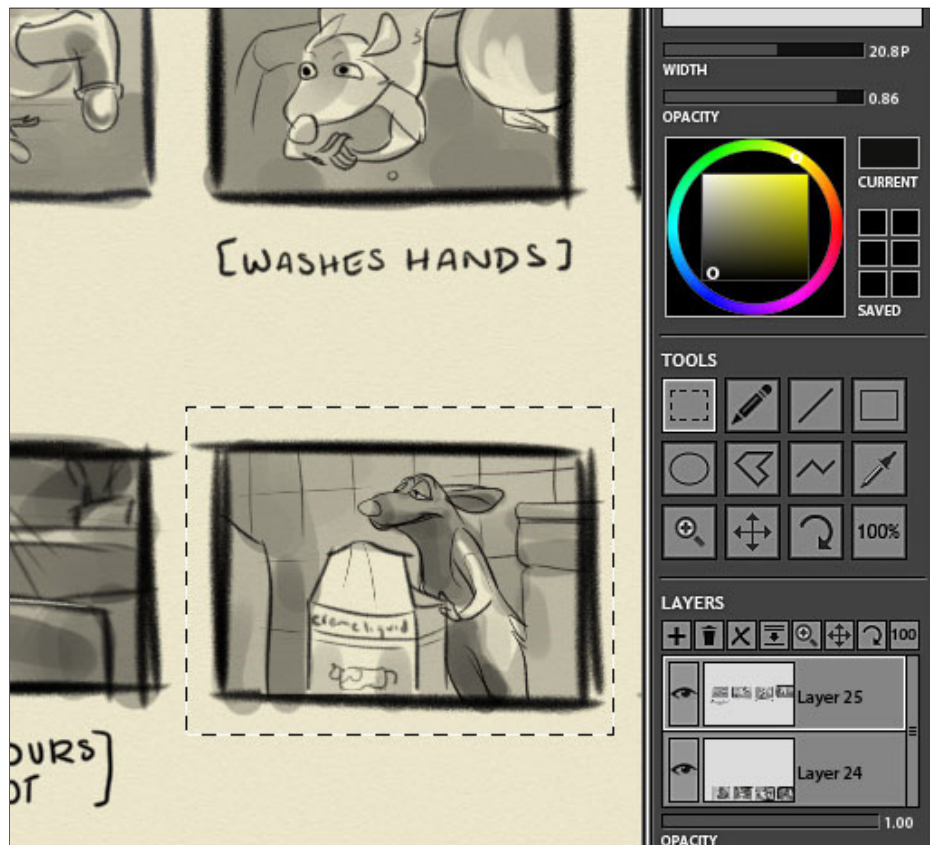 [WASHES HANDS]
creme liquid
OURS]
OT
20.8P
WIDTH
0.86
OPACITY
CURRENT
SAVED
TOOLS
100%
LAYERS
100
Layer 25
Layer 24
1.00
OPACITY